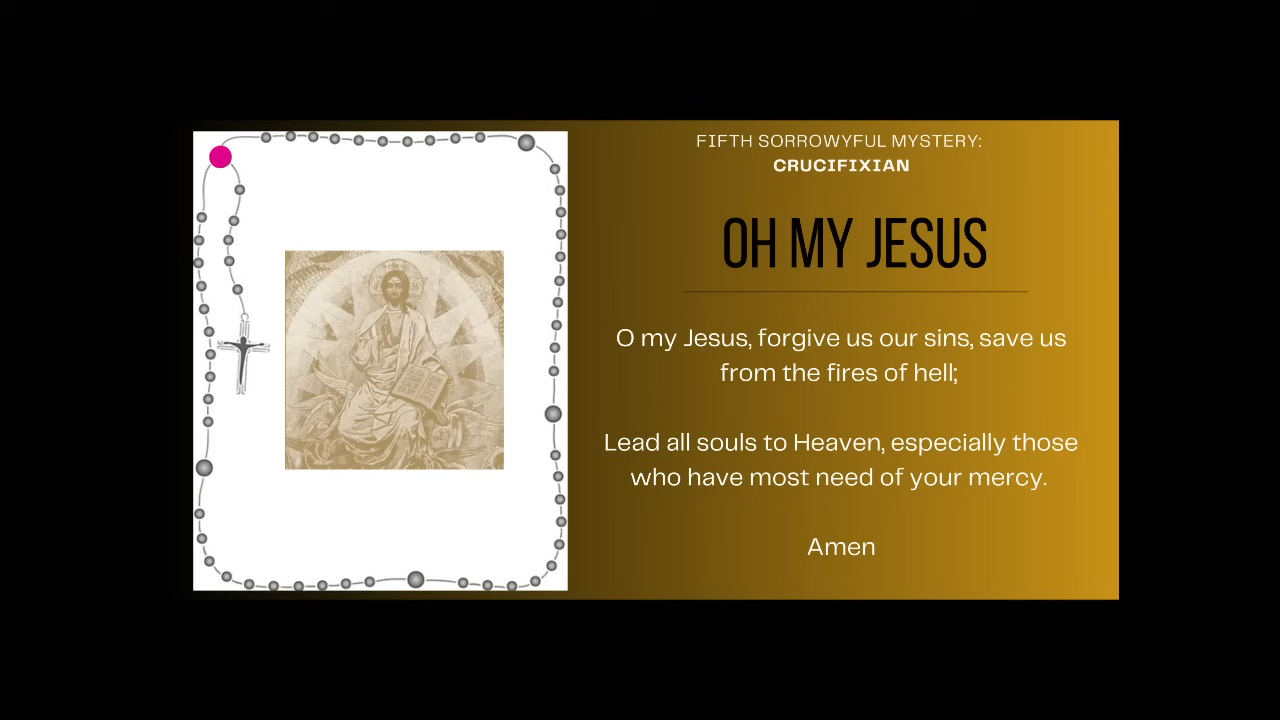 FIFTH SORROWYFUL MYSTERY:
CRUCIFIXIAN
OH MY JESUS
O my Jesus, forgive us our sins, save us
from the fires of hell;
Lead all souls to Heaven, especially those
who have most need of your mercy.
Amen